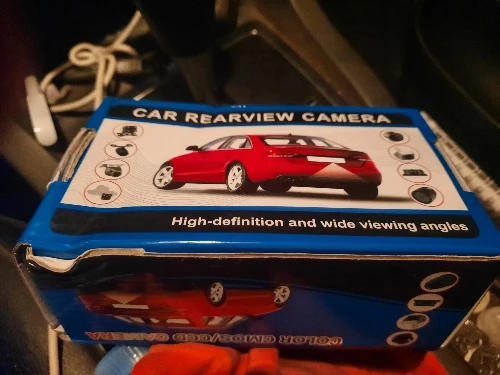 CAR REARVIEW CAMERA
High-definition and wide viewing angles
COLOR CMOS/CCD CAMERA